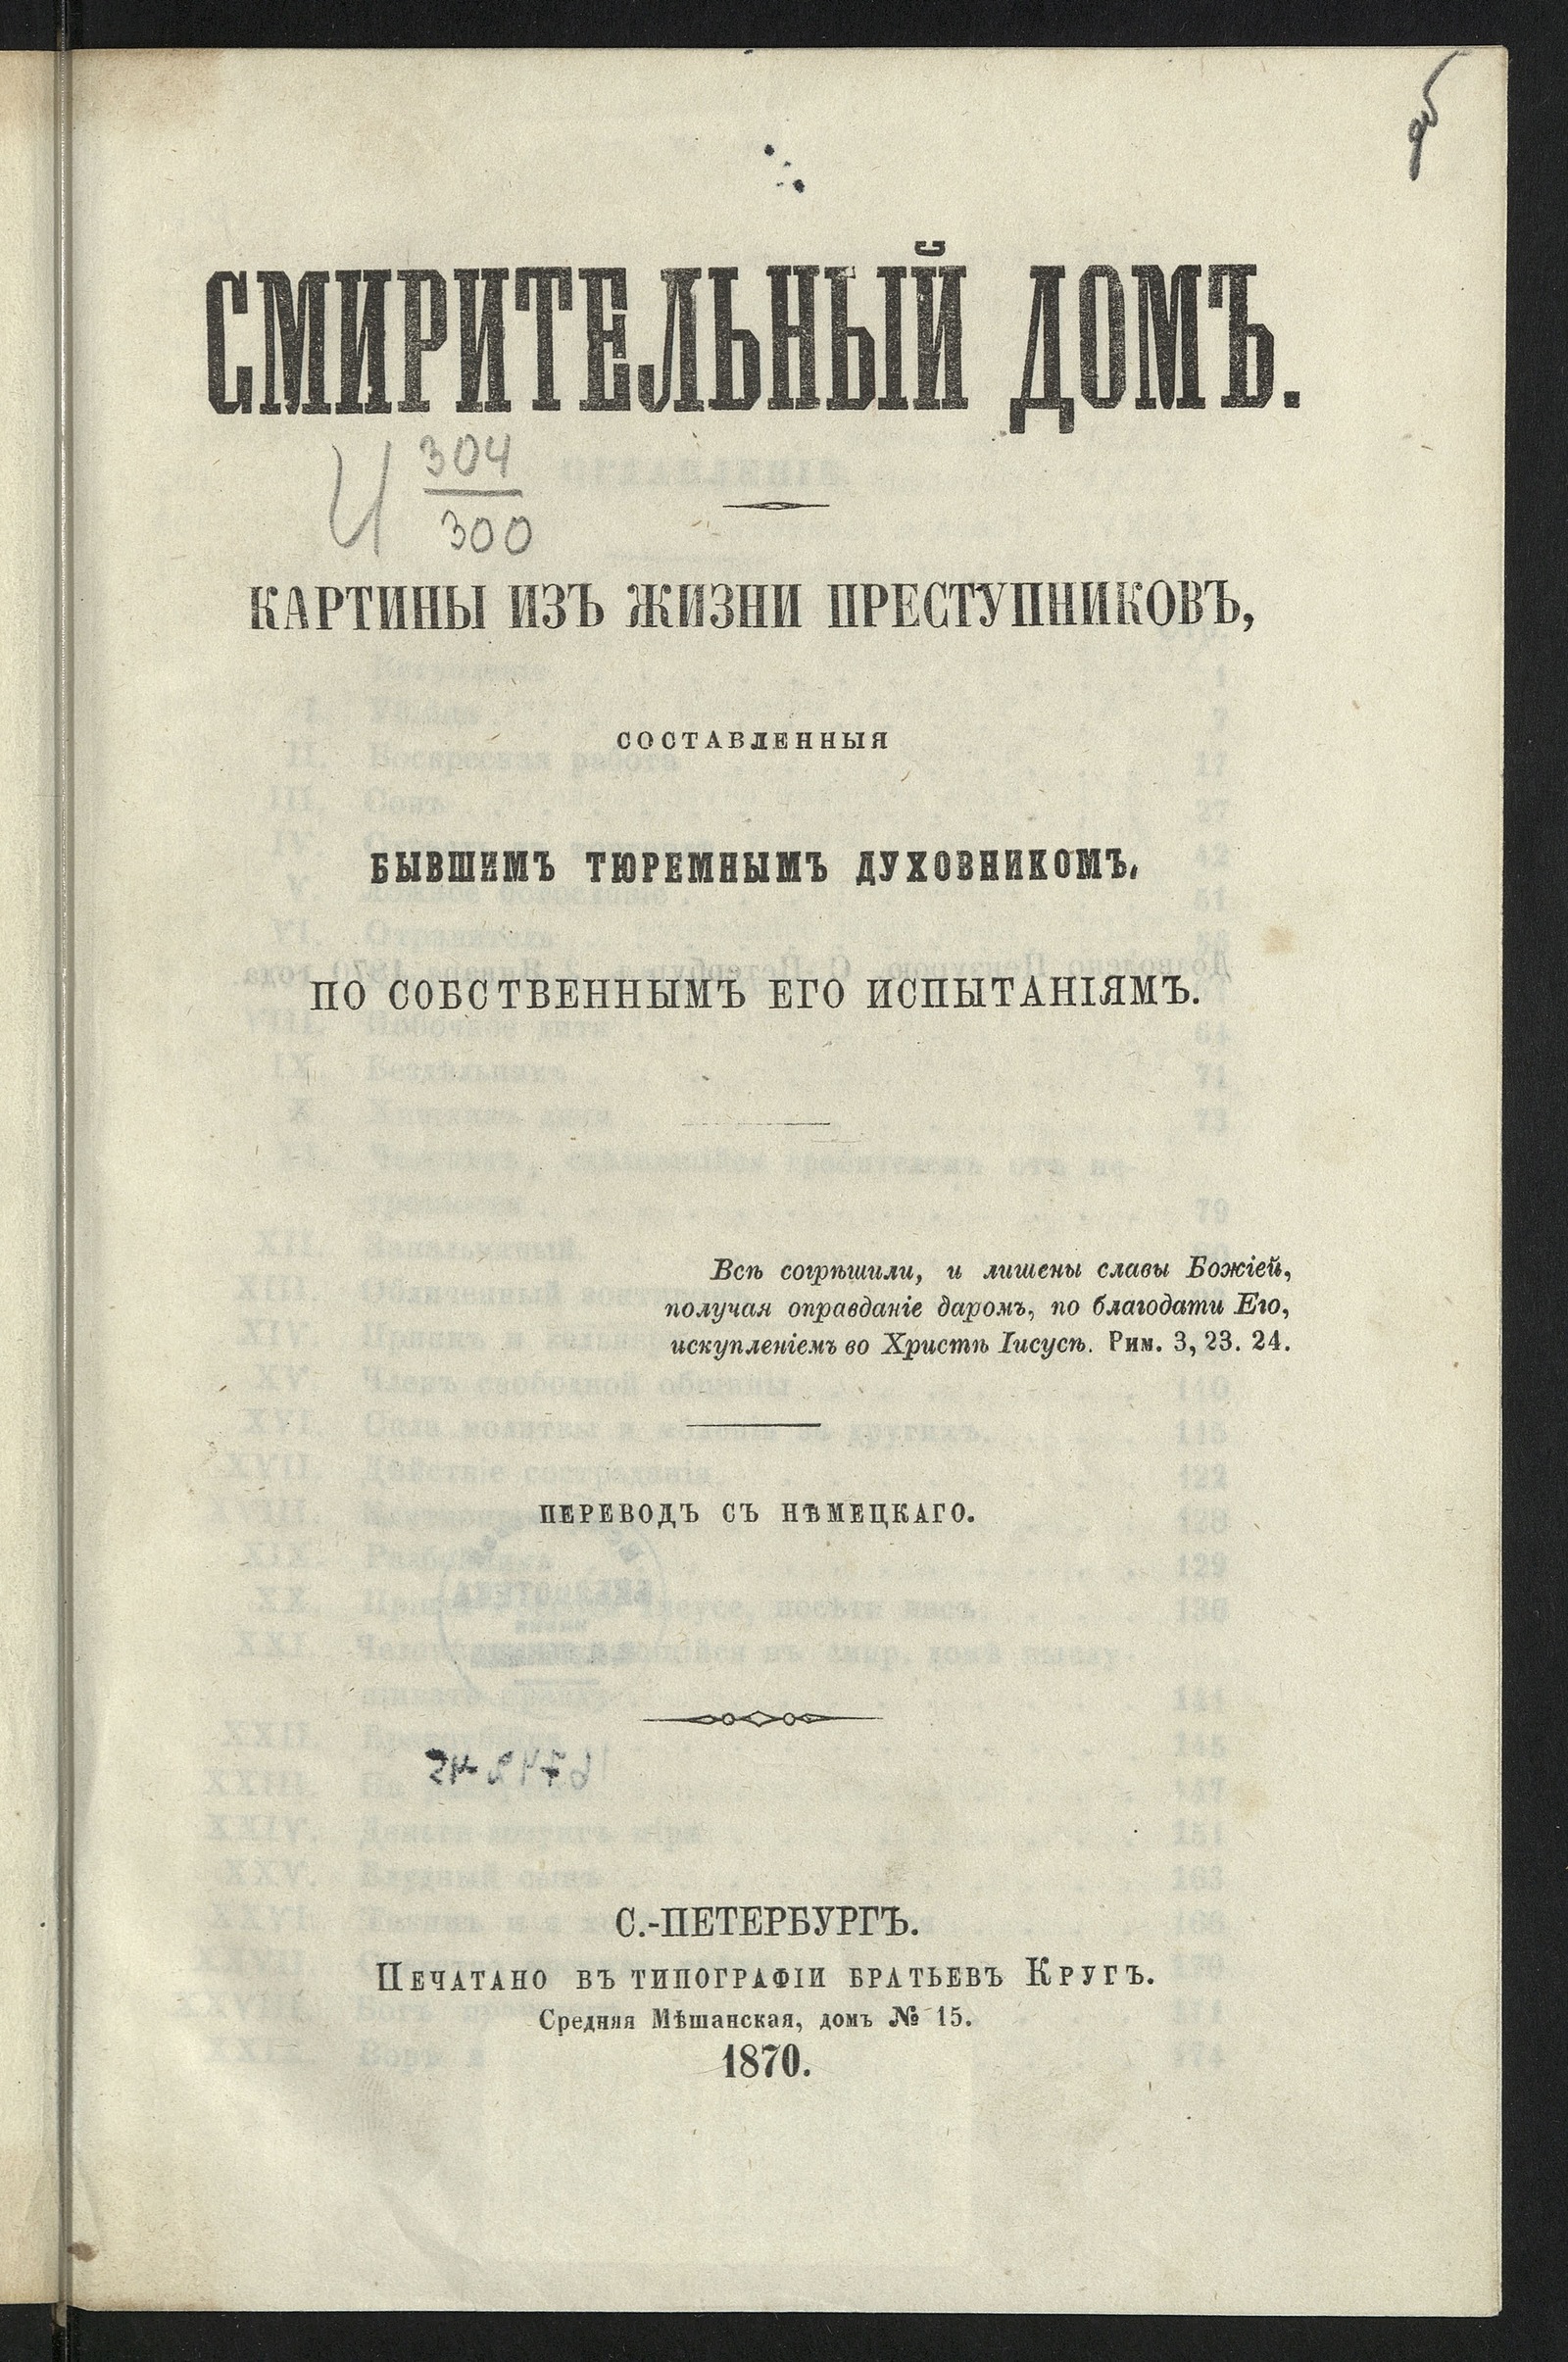 СМИРИТЕЛЬНЫЙ ДОМЪ.
И 304
300
КАРТИНЫ ИЗЪ ЖИЗНИ ПРЕСТУПНИКОВЪ,
СОСТАВЛЕННЫЯ
БЫВШИМЪ ТЮРЕМНЫМЪ ДУХОВНИКОМЪ,
ПО СОБСТВЕННЫМЪ ЕГО ИСПЫТАНІЯМЪ.
Всѣ согрѣшили, и лишены славы Божіей,
получая оправданіе даромъ, по благодати Его,
искупленіемъ во Христѣ Іисусѣ. Рим. 3, 23. 24.
ПЕРЕВОДЪ СЪ НѢМЕЦКАГО.
С.-ПЕТЕРБУРГЪ.
ПЕЧАТАНО ВЪ ТИПОГРАФІИ БРАТЬЕВЪ КРУГЪ.
Средняя Мѣшанская, домъ № 15.
1870.